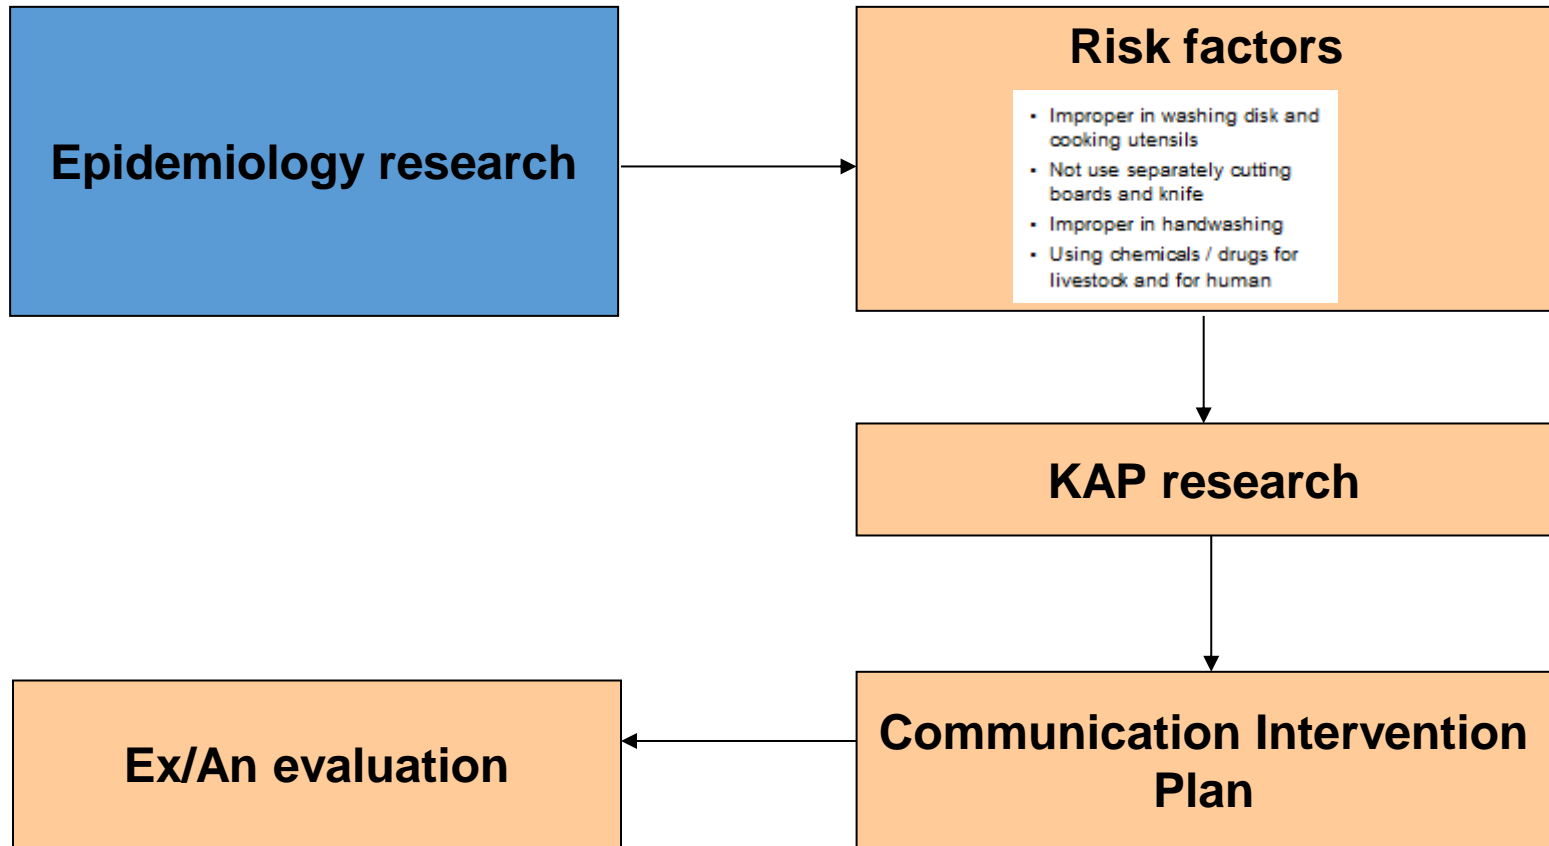 Epidemiology research
Risk factors
• Improper in washing disk and
cooking utensils
• Not use separately cutting
boards and knife
• Improper in handwashing
• Using chemicals / drugs for
livestock and for human
KAP research
Communication Intervention
Plan
Ex/An evaluation